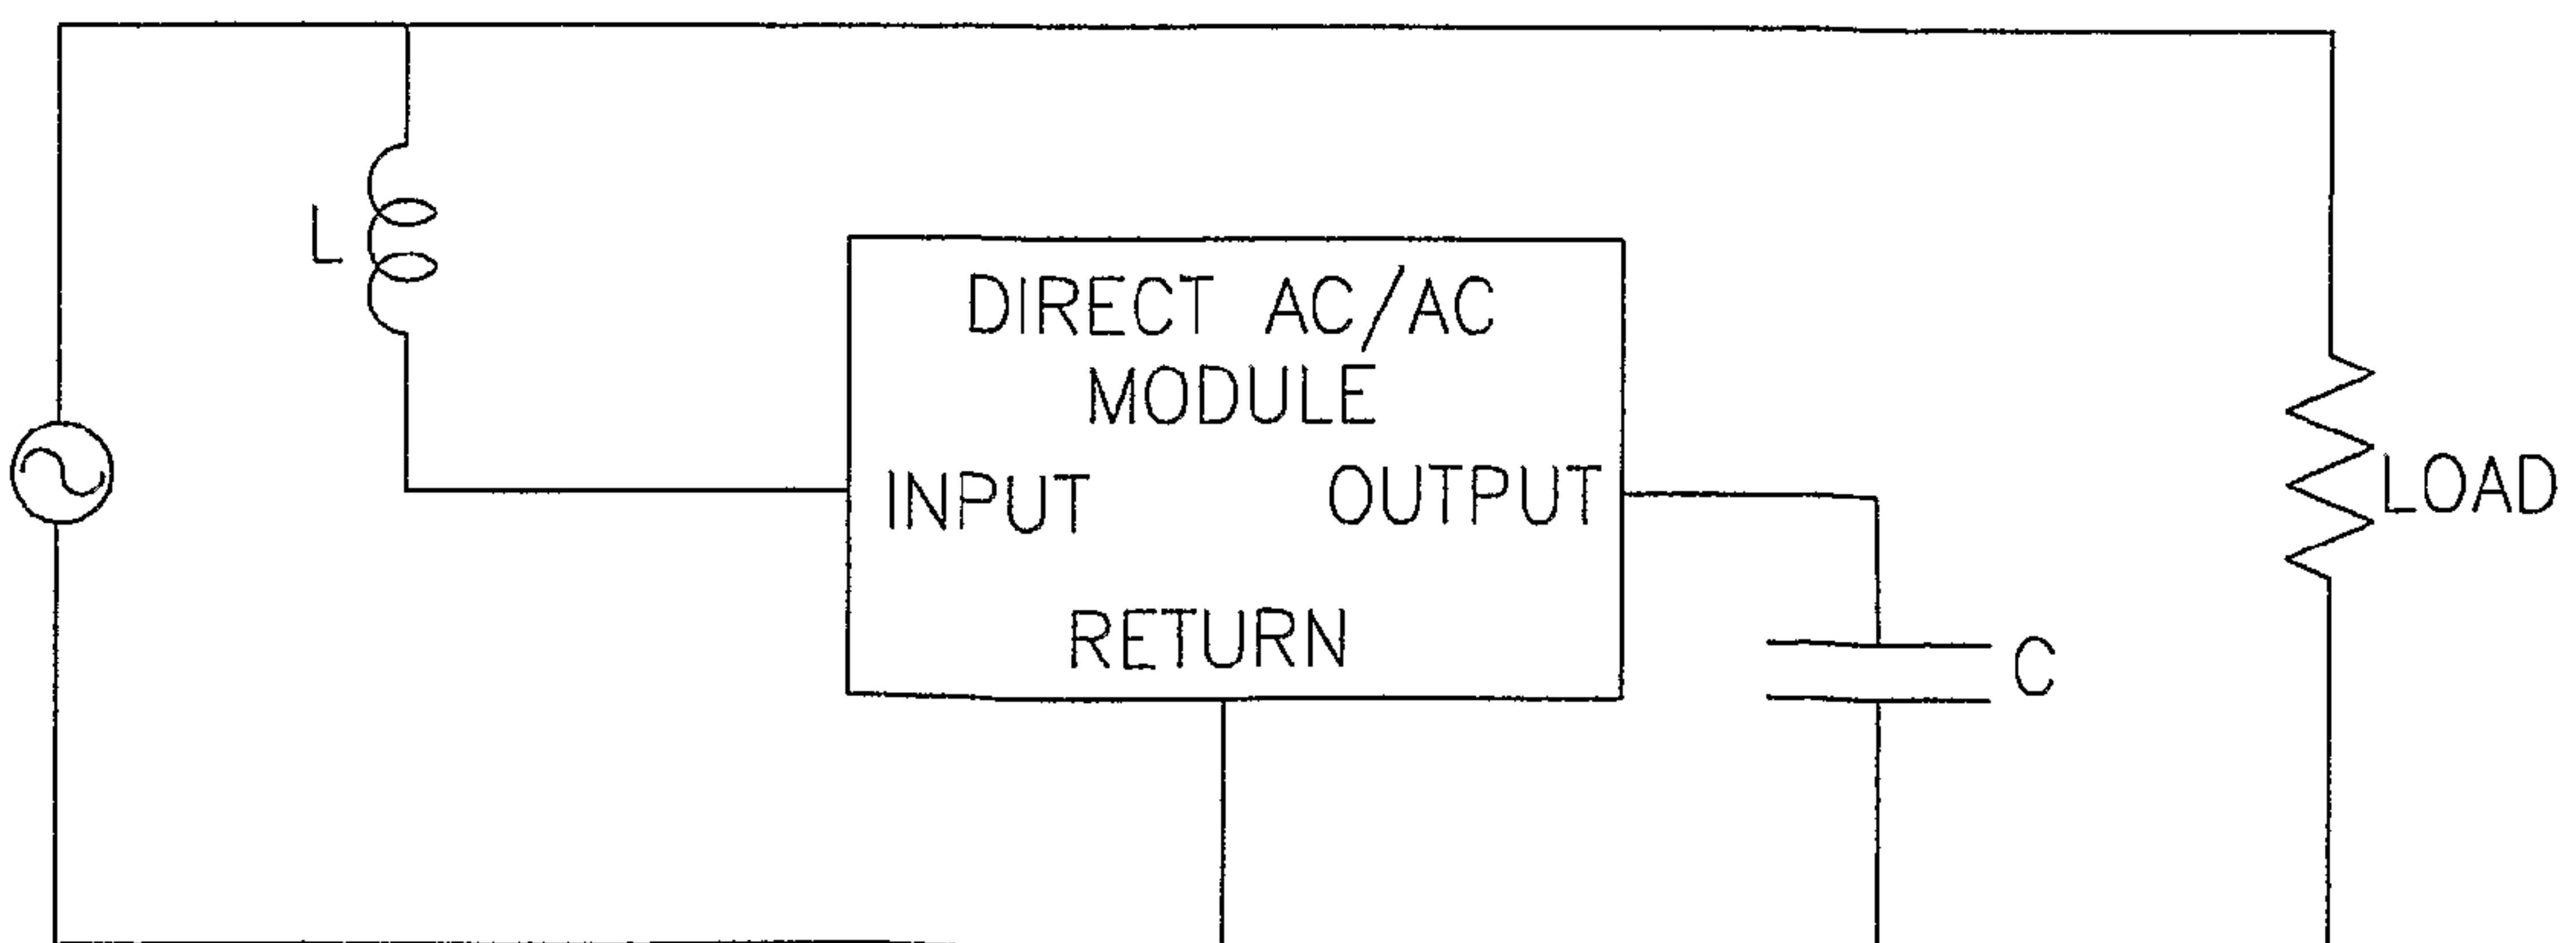 L
DIRECT AC/AC
MODULE
INPUT
OUTPUT
LOAD
RETURN
C